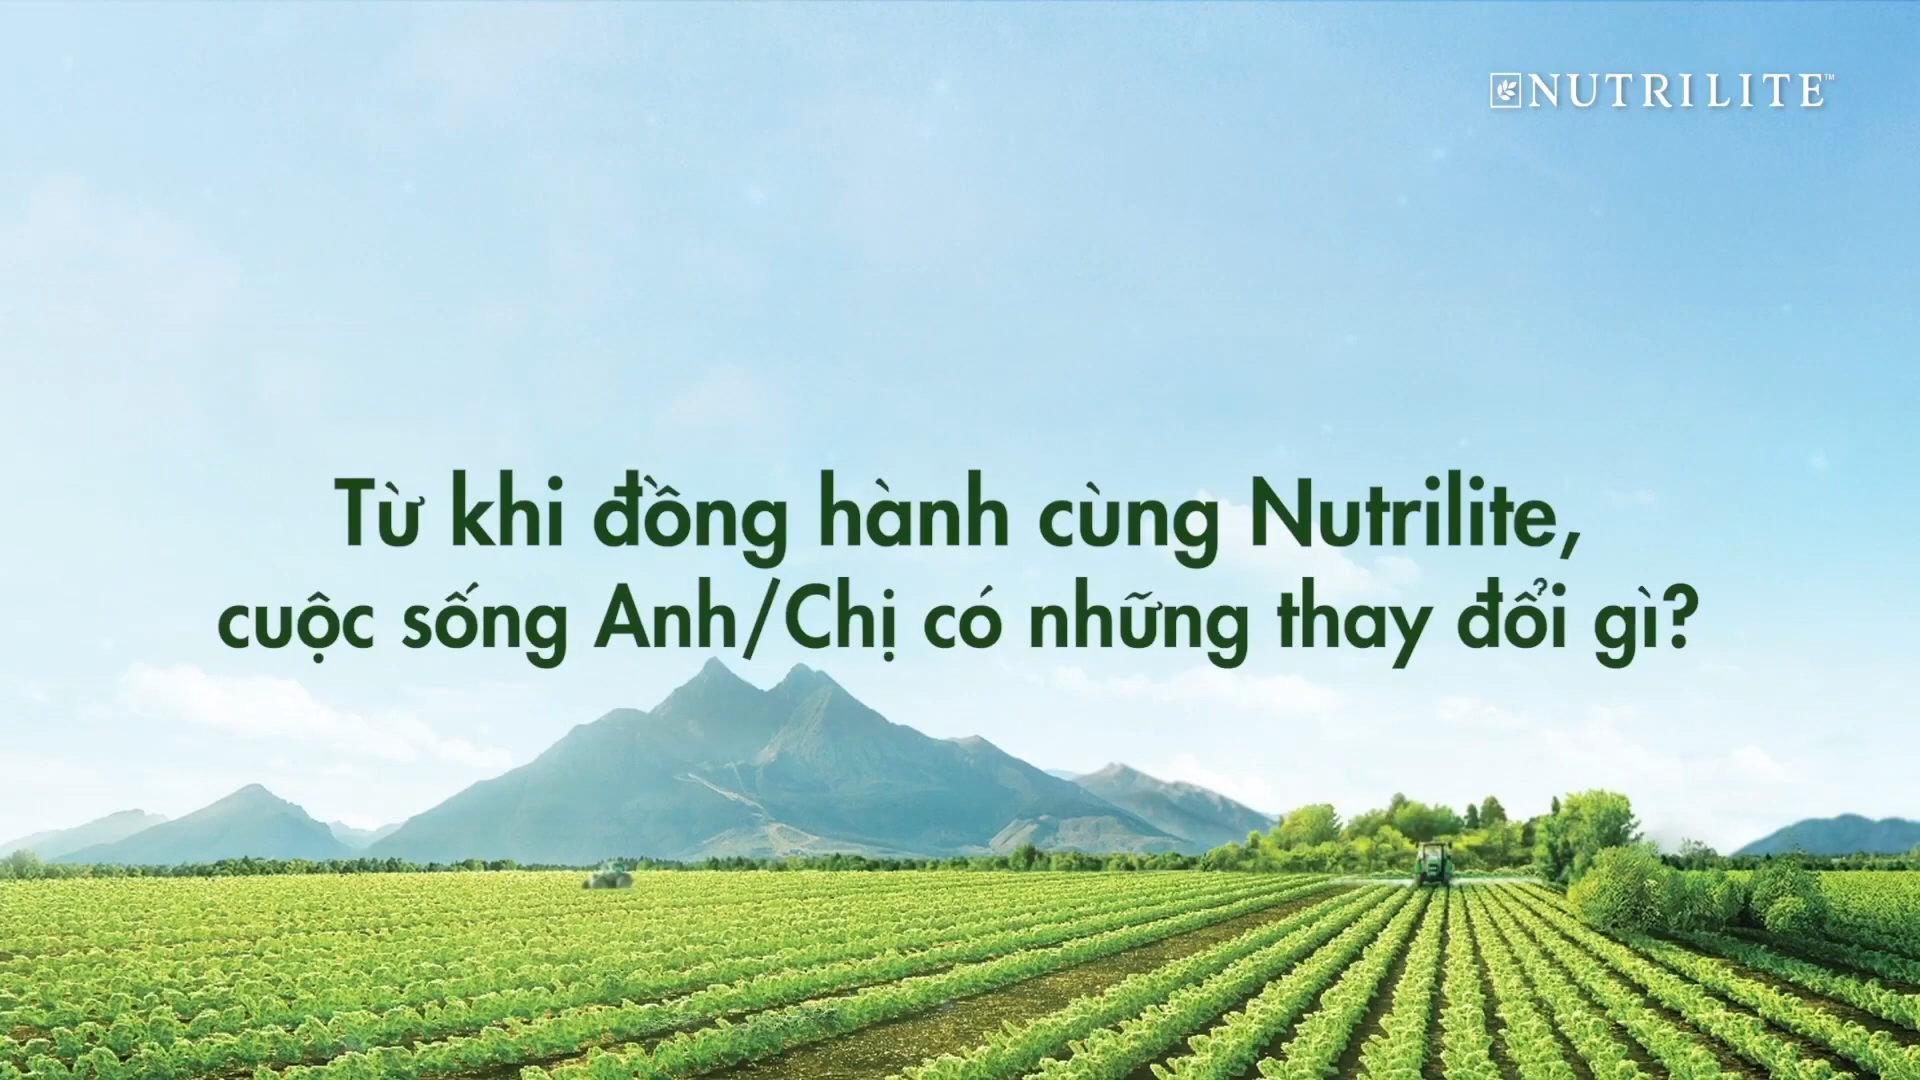 NUTRILITE™
Từ khi đồng hành cùng Nutrilite,
cuộc sống Anh/Chị có những thay đổi gì?